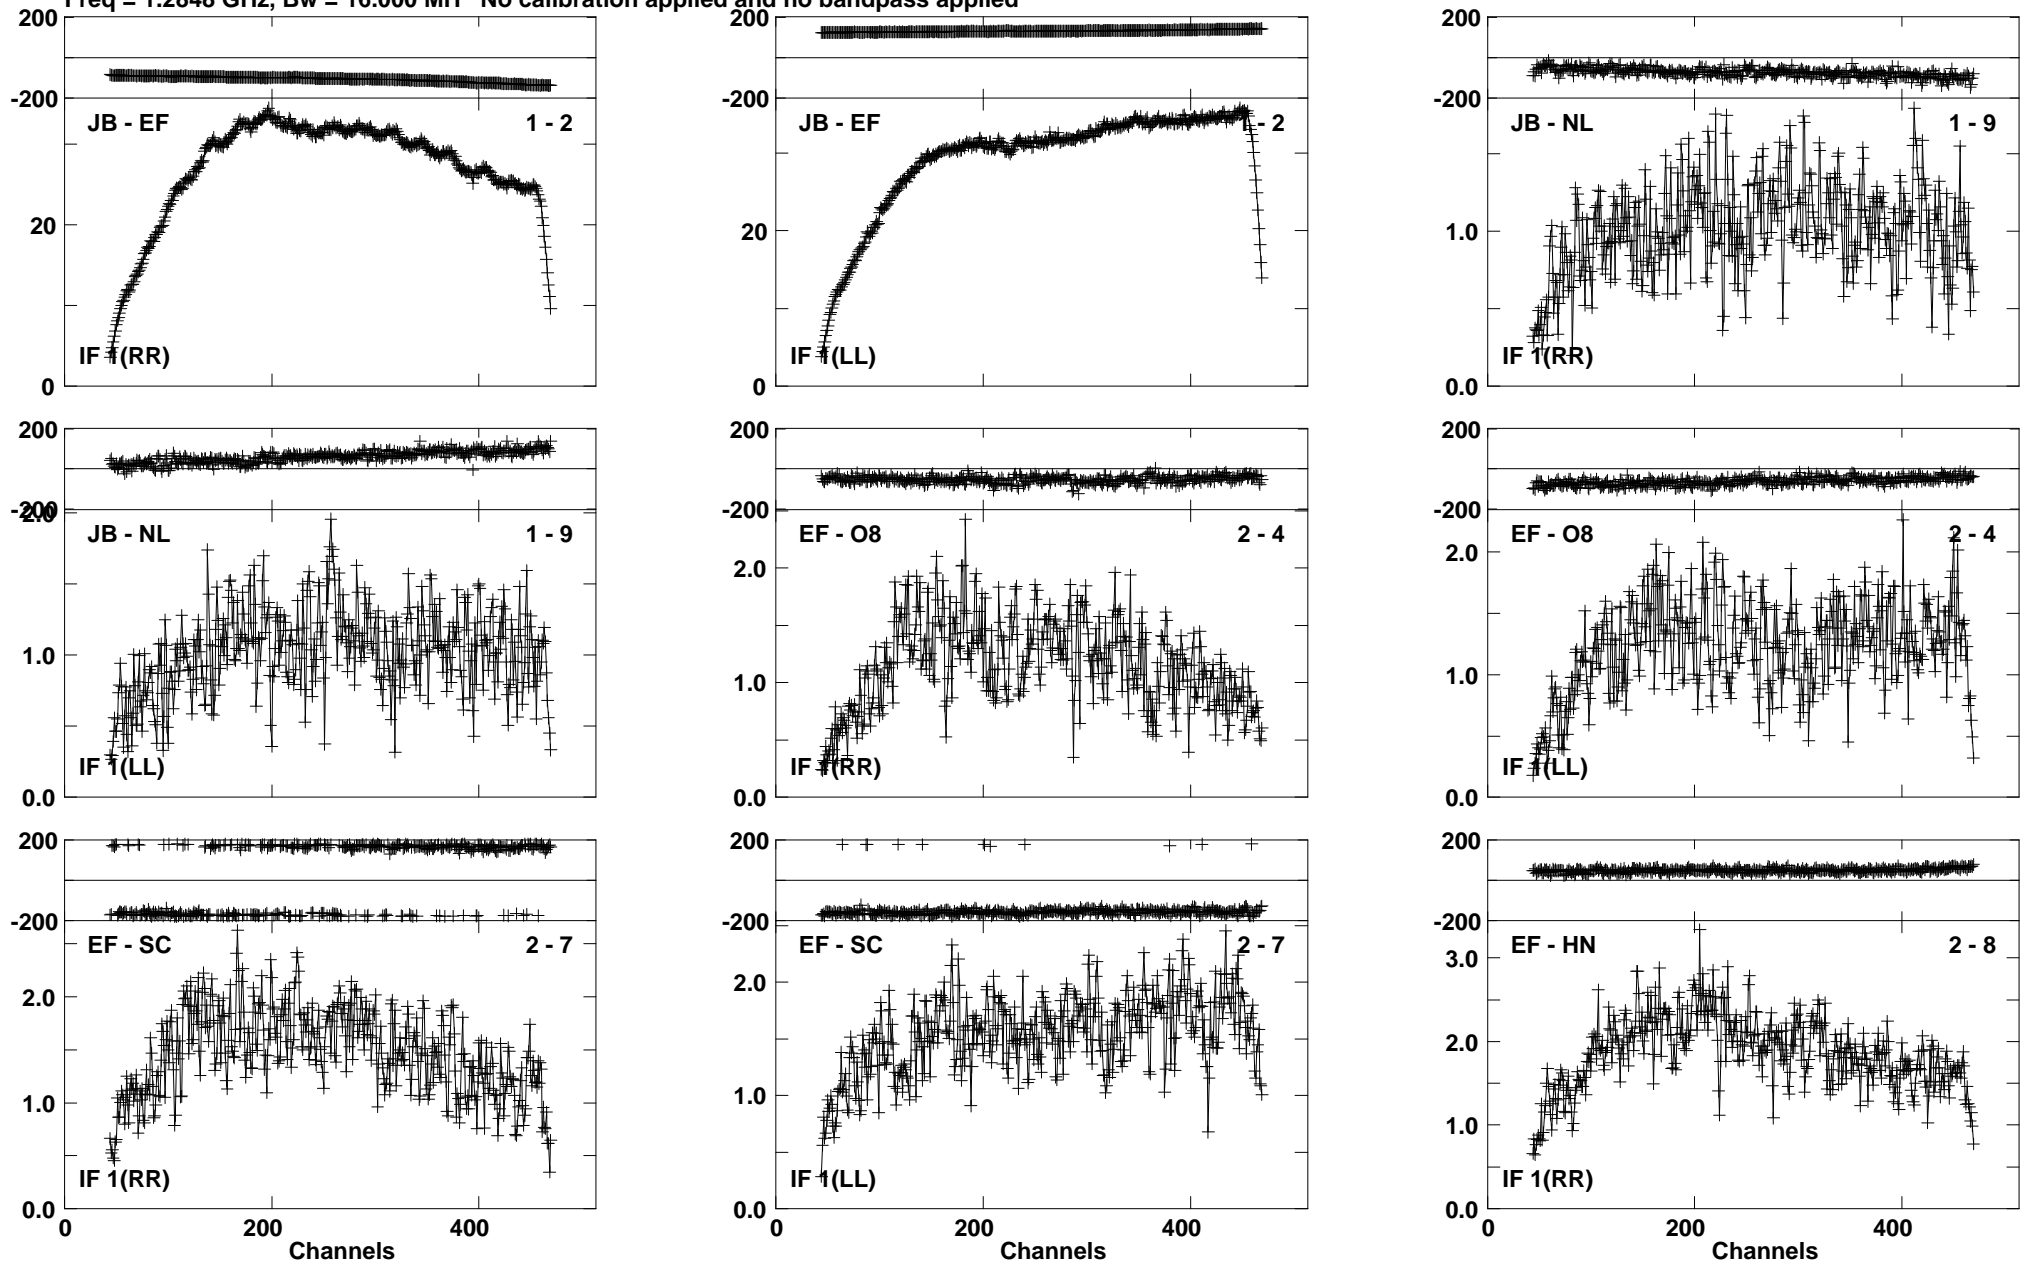 Freq = 1.2848 GHz, Bw = 16.000 MH No calibration applied and no bandpass applied
200
-200
JB - EF 1 - 2
20
IF 1(RR)
0
200
-200
JB - EF 1 - 2
20
IF 1(LL)
0
200
-200
JB - NL 1 - 9
1.0
IF 1(RR)
0.0
200
-200
2.0
JB - NL 1 - 9
1.0
IF 1(LL)
0.0
200
-200
EF - O8 2 - 4
2.0
1.0
IF 1(RR)
0.0
200
-200
EF - O8 2 - 4
2.0
1.0
IF 1(LL)
0.0
200
-200
EF - SC 2 - 7
2.0
1.0
IF 1(RR)
0.0
0 200 400
Channels
200
-200
EF - SC 2 - 7
2.0
1.0
IF 1(LL)
0.0
0 200 400
Channels
200
-200
EF - HN 2 - 8
3.0
2.0
1.0
IF 1(RR)
0.0
0 200 400
Channels